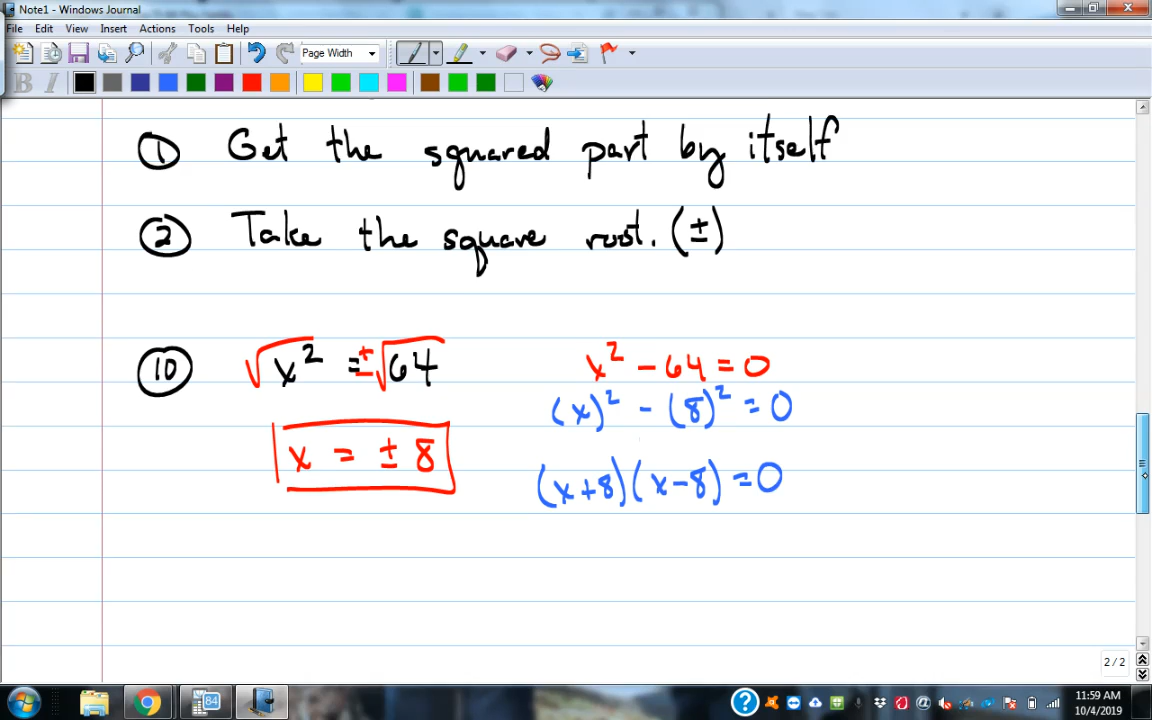 Note1 - Windows Journal
File Edit View Insert Actions Tools Help
Page Width
B I
① Get the squared part by itself
② Take the square root. (±)
⑩ √x² = ±√64
x² - 64 = 0
(x)² - (8)² = 0
x = ± 8
(x+8)(x-8) = 0
2 / 2
84
11:59 AM
10/4/2019